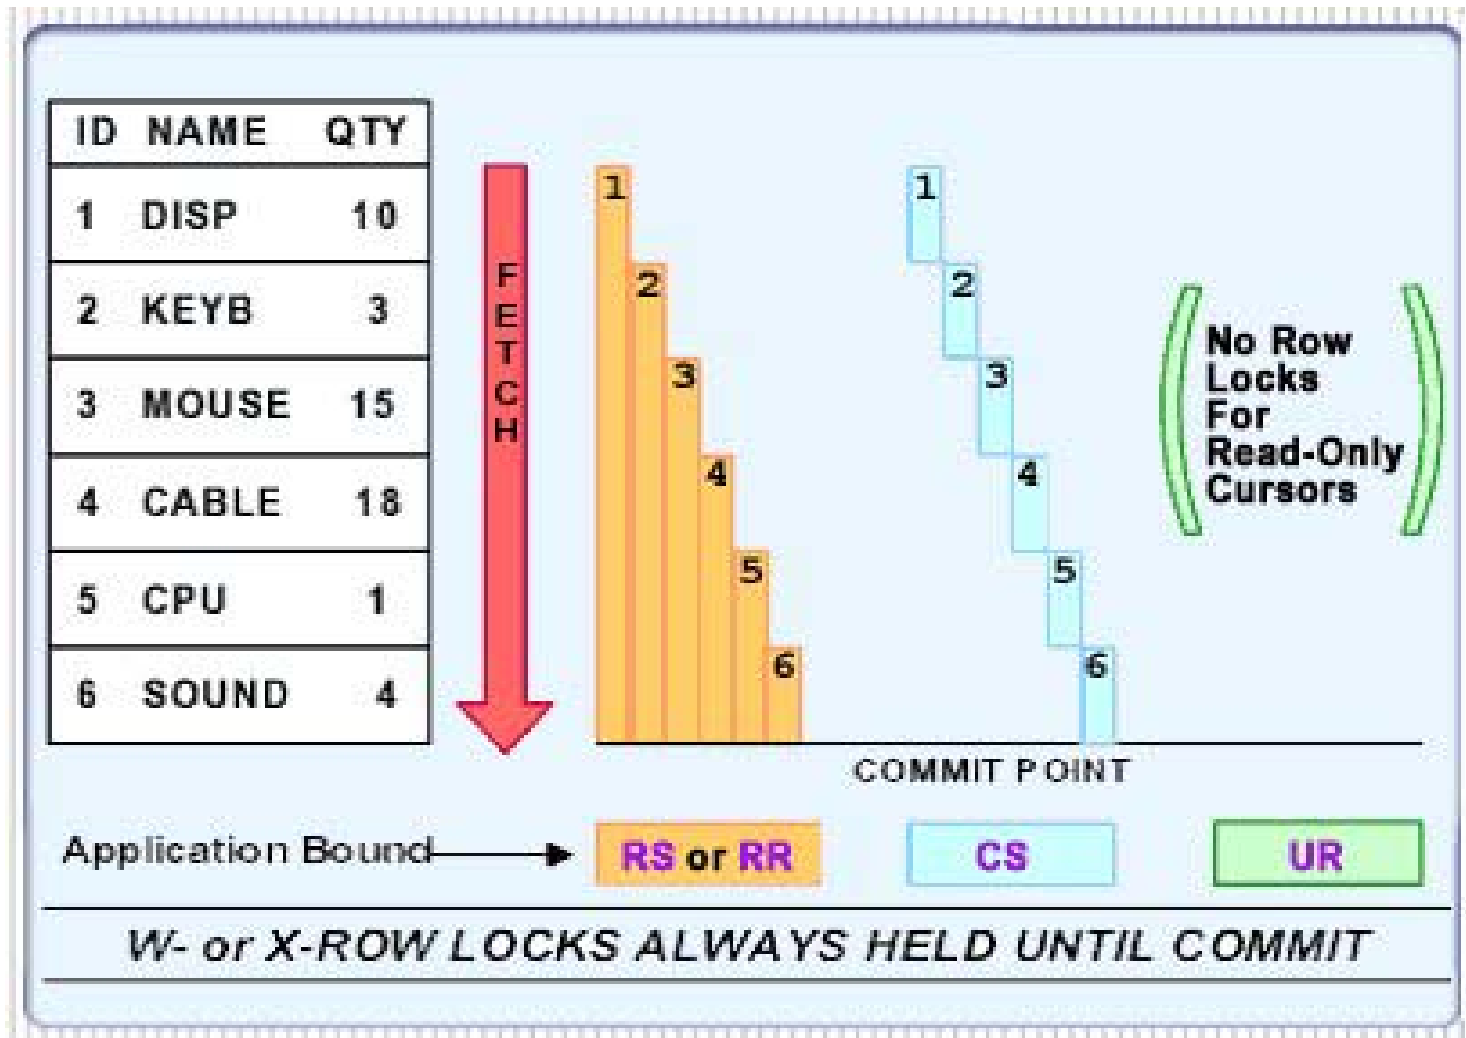 ID NAME QTY
1 DISP 10
2 KEYB 3
3 MOUSE 15
4 CABLE 18
5 CPU 1
6 SOUND 4
FETCH
1
2
3
4
5
6
1
2
3
4
5
6
No Row
Locks
For
Read-Only
Cursors
COMMIT POINT
Application Bound
RS or RR
CS
UR
W- or X-ROW LOCKS ALWAYS HELD UNTIL COMMIT